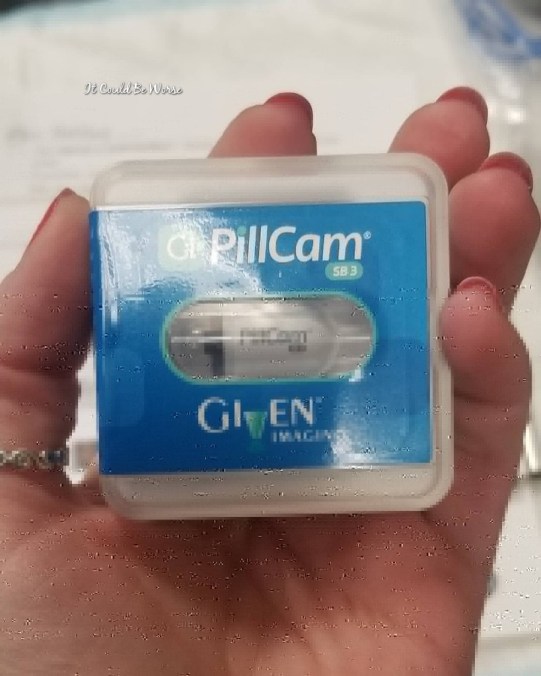 It Could Be Worse
PillCam®
SB 3
PillCam
GIVEN®
IMAGING